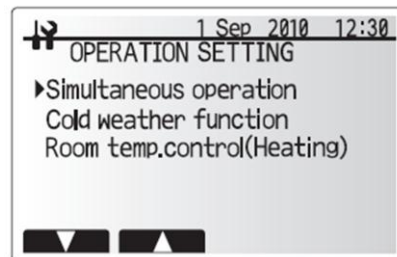 1 Sep 2010 12:30
OPERATION SETTING
Simultaneous operation
Cold weather function
Room temp.control(Heating)